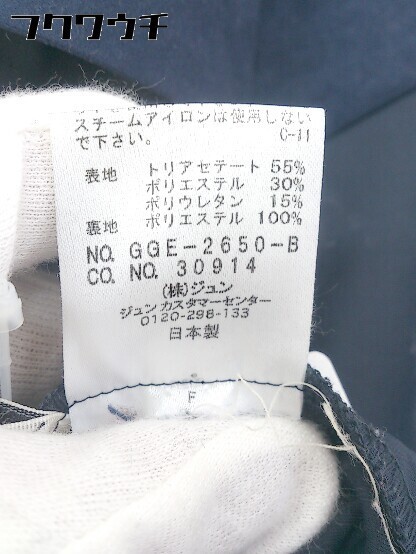 フクワウチ
スチームアイロンは使用しない
で下さい。 C-41
表地 トリアセテート 55%
ポリエステル 30%
ポリウレタン 15%
裏地 ポリエステル 100%
NO. GGE-2650-B
CO. NO. 30914
(株)ジュン
ジュンカスタマーセンター
0120-298-133
日本製
F